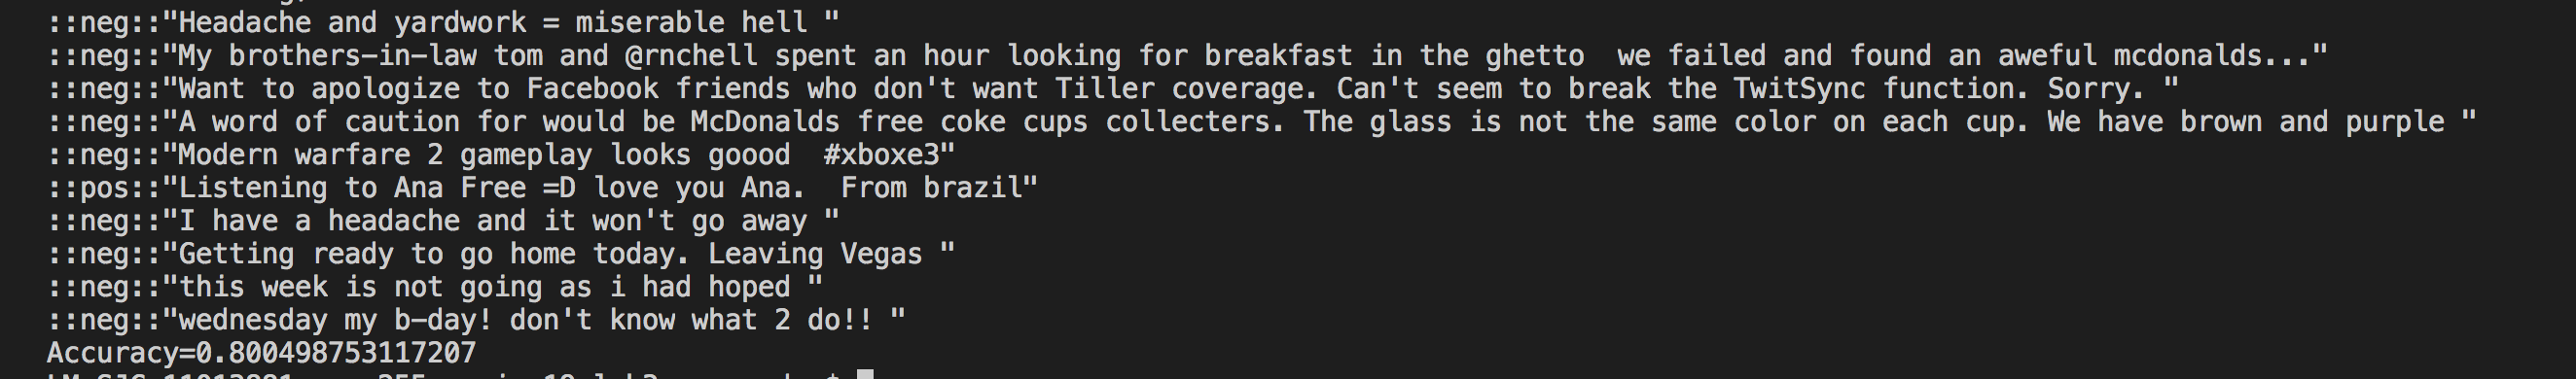 ::neg::"Headache and yardwork = miserable hell "
::neg::"My brothers-in-law tom and @rnchell spent an hour looking for breakfast in the ghetto  we failed and found an aweful mcdonalds..."
::neg::"Want to apologize to Facebook friends who don't want Tiller coverage. Can't seem to break the TwitSync function. Sorry. "
::neg::"A word of caution for would be McDonalds free coke cups collecters. The glass is not the same color on each cup. We have brown and purple "
::neg::"Modern warfare 2 gameplay looks goood  #xboxe3"
::pos::"Listening to Ana Free =D love you Ana.  From brazil"
::neg::"I have a headache and it won't go away "
::neg::"Getting ready to go home today. Leaving Vegas "
::neg::"this week is not going as i had hoped "
::neg::"wednesday my b-day! don't know what 2 do!! "
Accuracy=0.800498753117207